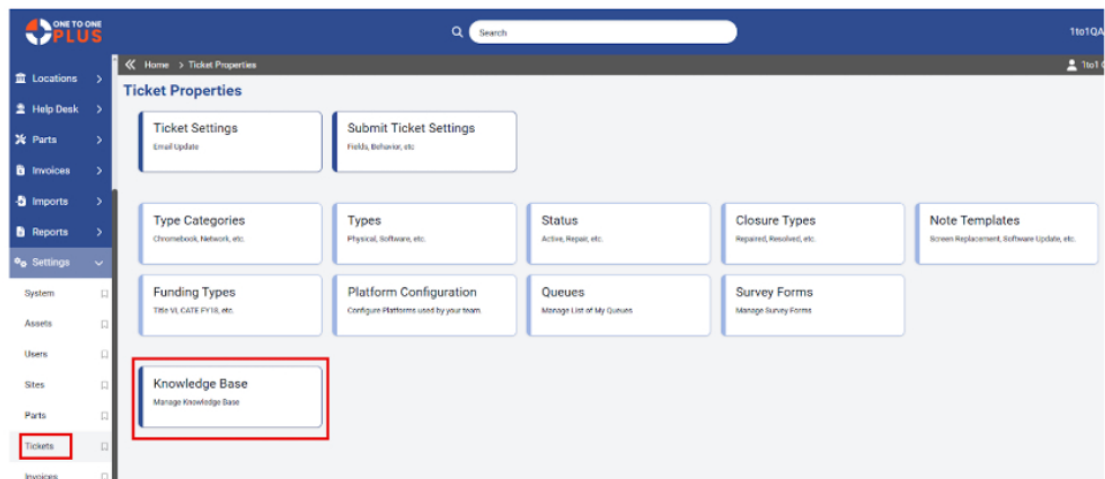 ONE TO ONE
PLUS
Search
1to1QA
Home > Ticket Properties
1to1
Locations
Help Desk
Parts
Invoices
Imports
Reports
Settings
System
Assets
Users
Sites
Parts
Tickets
Invoices
Ticket Properties
Ticket Settings
Email Update
Submit Ticket Settings
Fields, Behavior, etc
Type Categories
Chromebook, Network, etc.
Types
Physical, Software, etc.
Status
Active, Repair, etc.
Closure Types
Repaired, Resolved, etc.
Note Templates
Screen Replacement, Software Update, etc.
Funding Types
Title VI, CATE FY18, etc.
Platform Configuration
Configure Platforms used by your team.
Queues
Manage List of My Queues
Survey Forms
Manage Survey Forms
Knowledge Base
Manage Knowledge Base